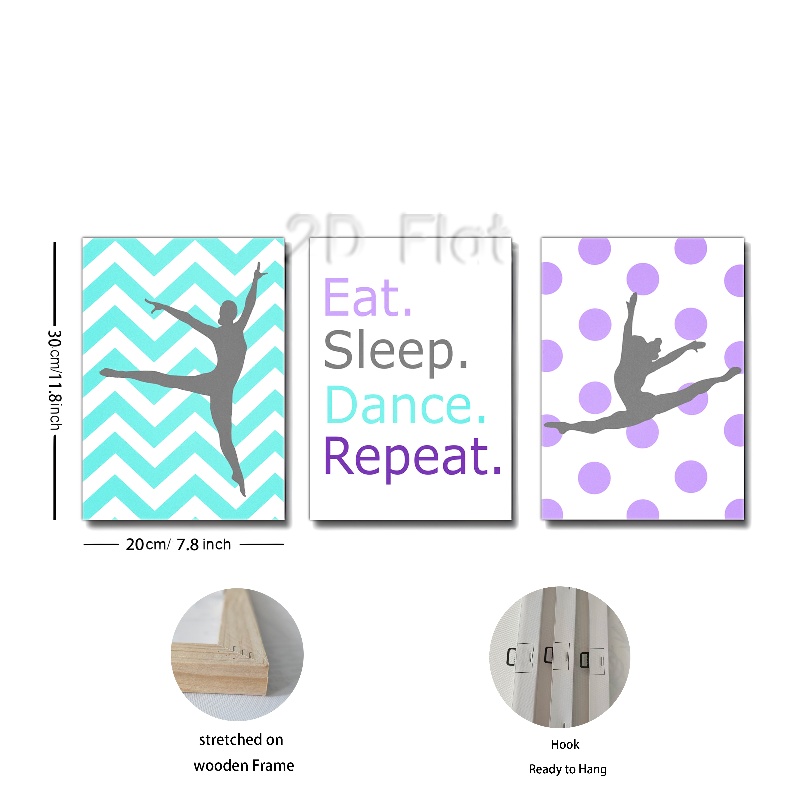 2D Flat
Eat.
Sleep.
Dance.
Repeat.
30cm/11.8inch
20cm/ 7.8 inch
stretched on
wooden Frame
Hook
Ready to Hang